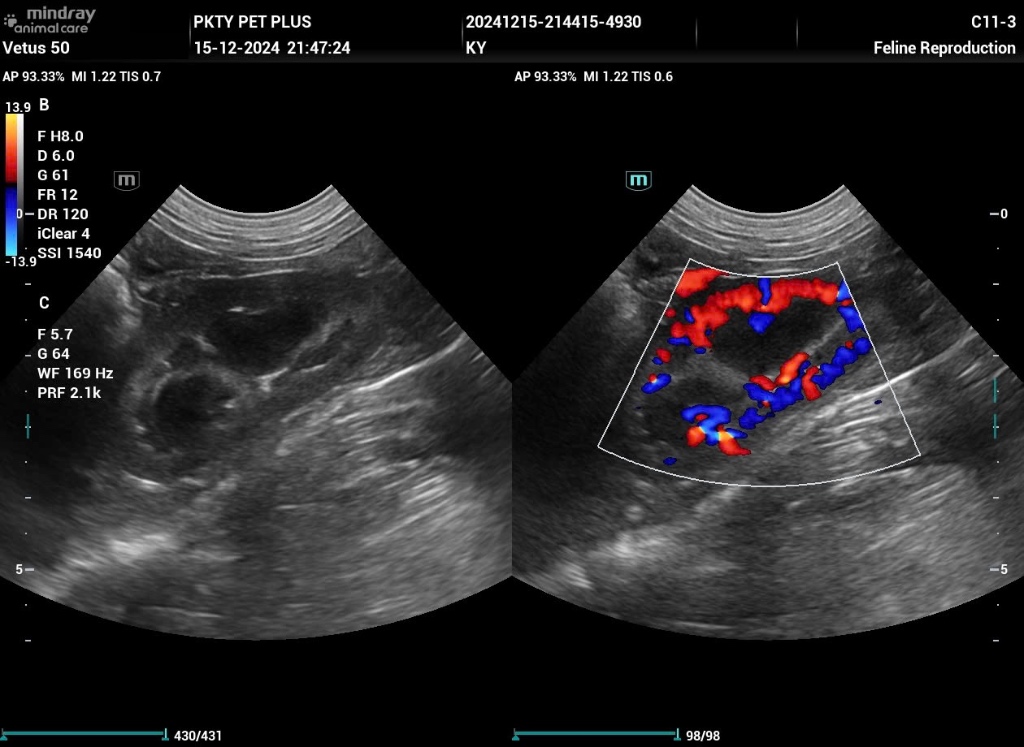 mindray
animalcare
Vetus 50
PKTY PET PLUS
15-12-2024 21:47:24
20241215-214415-4930
KY
C11-3
Feline Reproduction
AP 93.33% MI 1.22 TIS 0.7
AP 93.33% MI 1.22 TIS 0.6
13.9
B
F H8.0
D 6.0
G 61
FR 12
DR 120
iClear 4
SSI 1540
0
-13.9
C
F 5.7
G 64
WF 169 Hz
PRF 2.1k
5
m
m
0
5
430/431
98/98